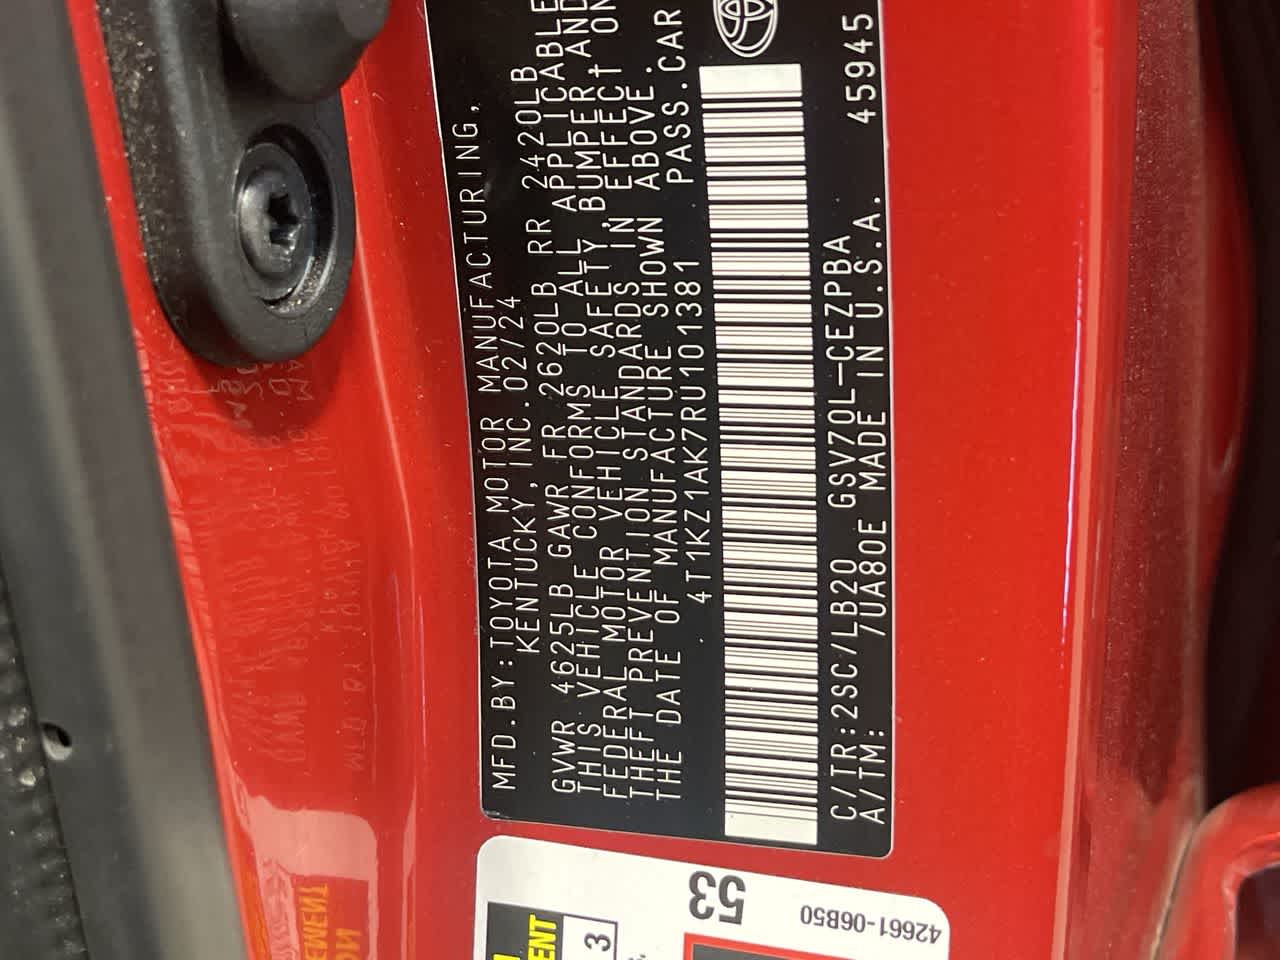 MFD.BY:TOYOTA MOTOR MANUFACTURING,
KENTUCKY, INC. 02/24
GVWR 4625LB GAWR FR 2620LB RR 2420LB
THIS VEHICLE CONFORMS TO ALL APPLICABLE
FEDERAL MOTOR VEHICLE SAFETY,BUMPER,AND
THEFT PREVENTION STANDARDS IN EFFECT ON
THE DATE OF MANUFACTURE SHOWN ABOVE.
4T1KZ1AK7RU101381 PASS.CAR
C/TR:2SC/LB20 GSV70L-CEZPBA 45945
A/TM: 7UA80E MADE IN U.S.A.
53
42661-06B50
3